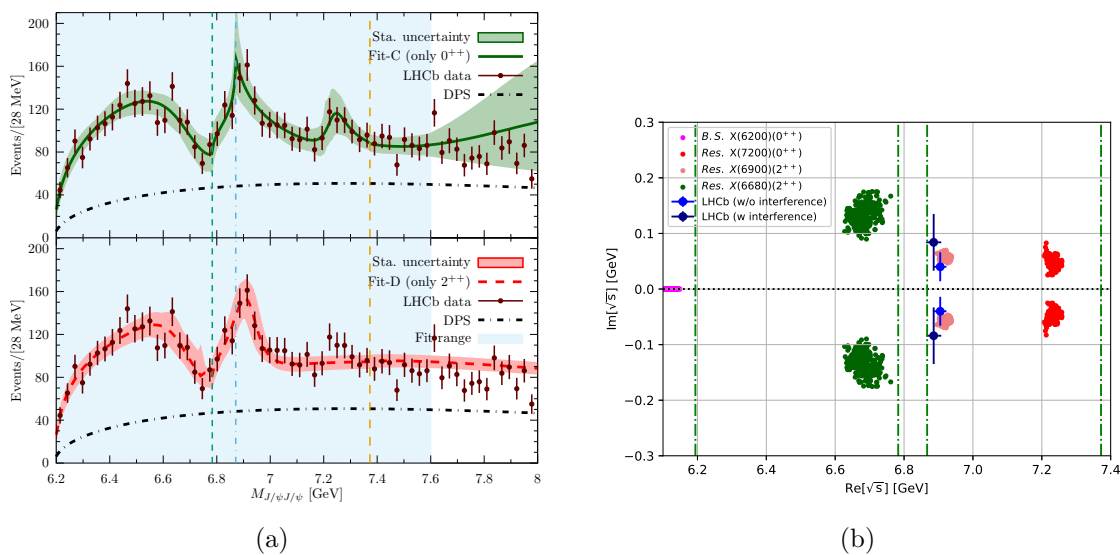 200
160
120
80
40
0
Events/[28 MeV]
Sta. uncertainty
Fit-C (only 0⁺⁺)
LHCb data
DPS
200
160
120
80
40
0
Events/[28 MeV]
Sta. uncertainty
Fit-D (only 2⁺⁺)
LHCb data
DPS
Fit range
6.2 6.4 6.6 6.8 7 7.2 7.4 7.6 7.8 8
M_{J/ψJ/ψ} [GeV]
(a)
0.3
0.2
0.1
0.0
−0.1
−0.2
−0.3
Im[√s] [GeV]
B.S. X(6200)(0⁺⁺)
Res. X(7200)(0⁺⁺)
Res. X(6900)(2⁺⁺)
Res. X(6680)(2⁺⁺)
LHCb (w/o interference)
LHCb (w interference)
6.2 6.4 6.6 6.8 7.0 7.2 7.4
Re[√s] [GeV]
(b)